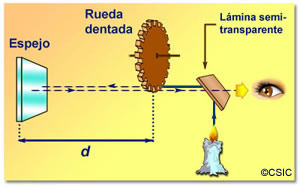 Rueda
dentada
Lámina semi-
transparente
Espejo
d
©CSIC